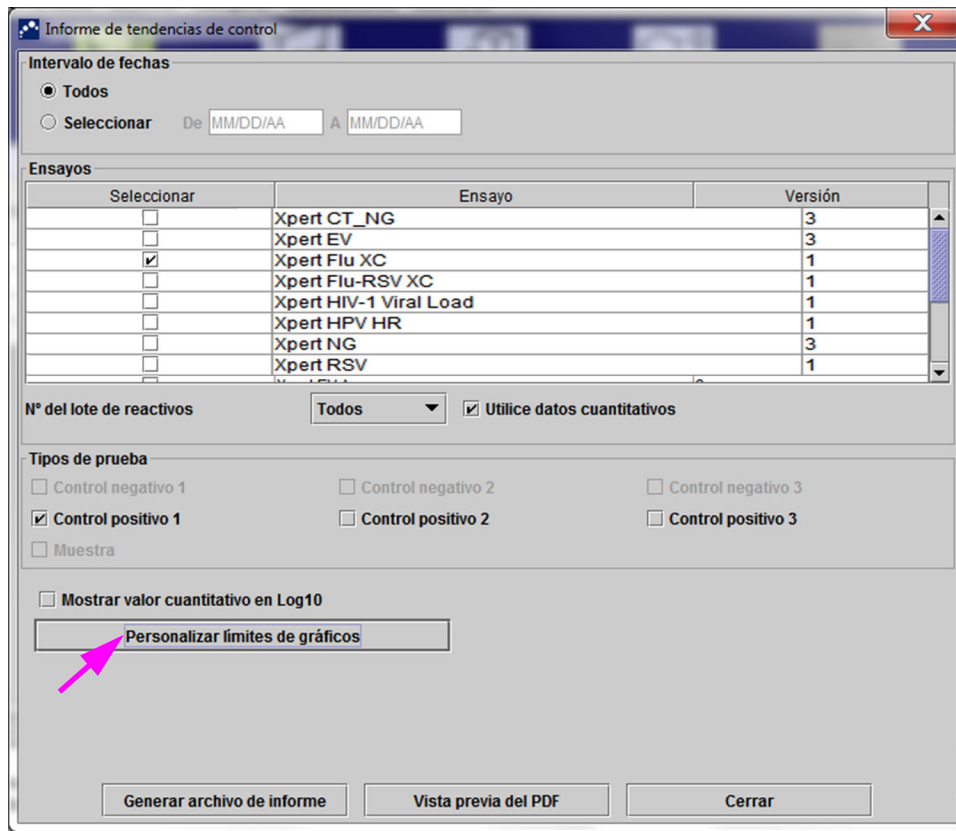 Informe de tendencias de control
X
Intervalo de fechas
Todos
Seleccionar De MM/DD/AA A MM/DD/AA
Ensayos
Seleccionar Ensayo Versión
Xpert CT_NG 3
Xpert EV 3
Xpert Flu XC 1
Xpert Flu-RSV XC 1
Xpert HIV-1 Viral Load 1
Xpert HPV HR 1
Xpert NG 3
Xpert RSV 1
Nº del lote de reactivos Todos Utilice datos cuantitativos
Tipos de prueba
Control negativo 1 Control negativo 2 Control negativo 3
Control positivo 1 Control positivo 2 Control positivo 3
Muestra
Mostrar valor cuantitativo en Log10
Personalizar límites de gráficos
Generar archivo de informe Vista previa del PDF Cerrar